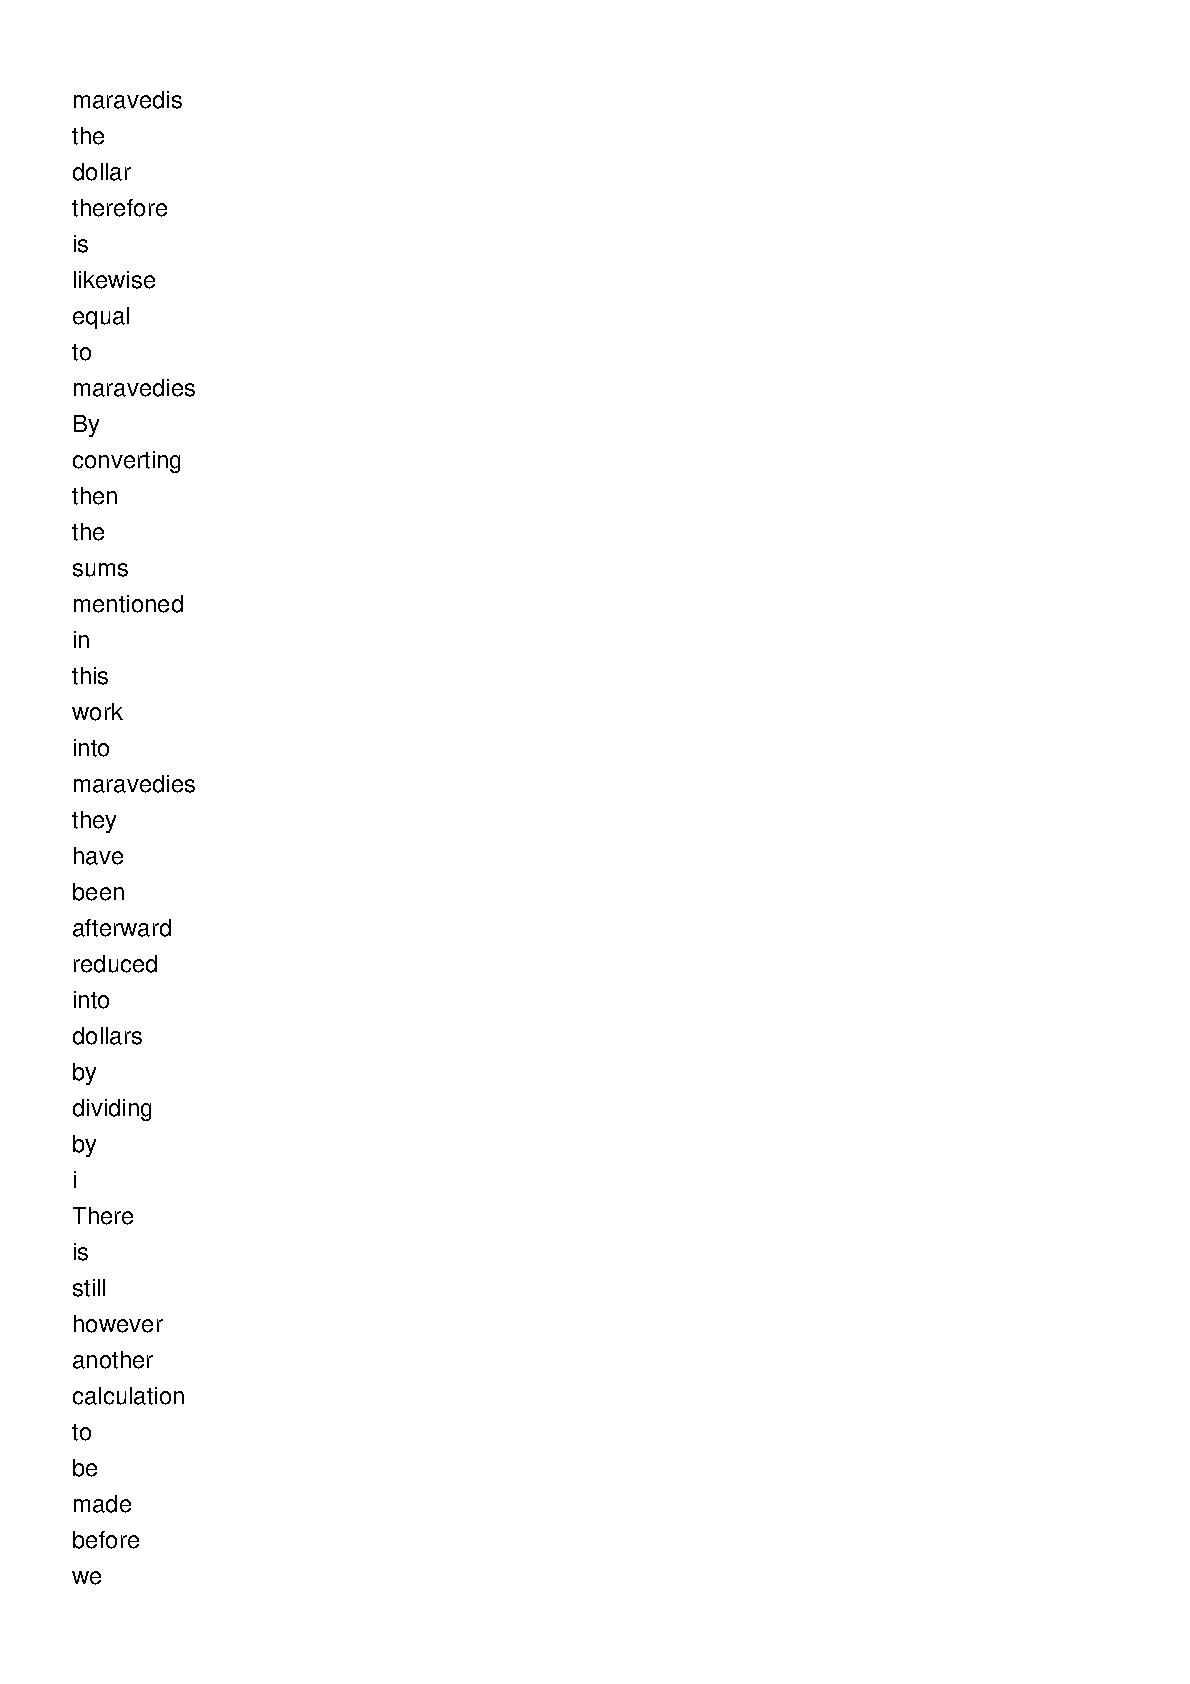 maravedis
the
dollar
therefore
is
likewise
equal
to
maravedies
By
converting
then
the
sums
mentioned
in
this
work
into
maravedies
they
have
been
afterward
reduced
into
dollars
by
dividing
by
i
There
is
still
however
another
calculation
to
be
made
before
we